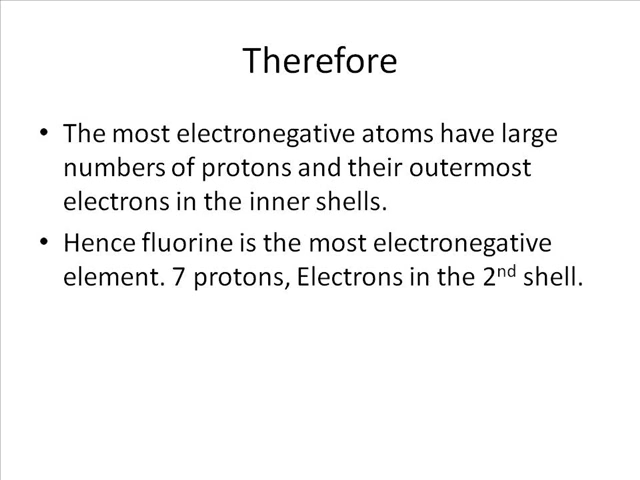 Therefore
• The most electronegative atoms have large
numbers of protons and their outermost
electrons in the inner shells.
• Hence fluorine is the most electronegative
element. 7 protons, Electrons in the 2nd shell.